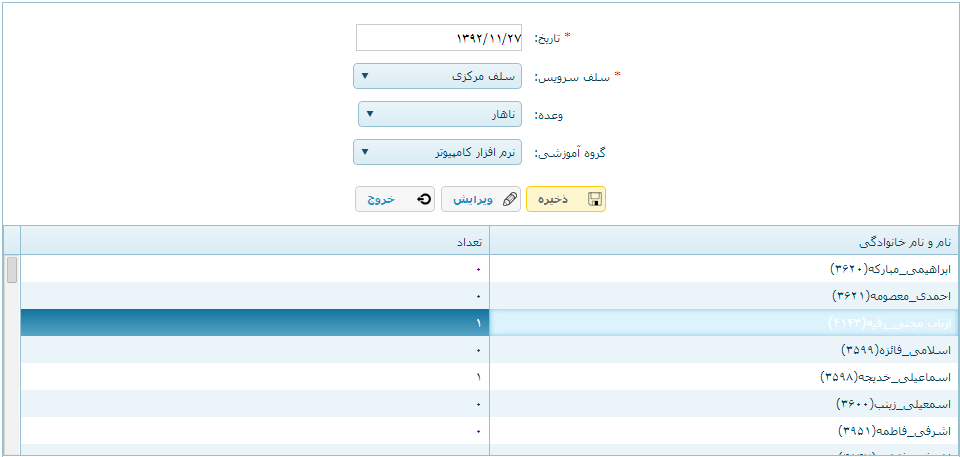 * تاریخ: ۱۳۹۲/۱۱/۲۷
* سلف سرویس: سلف مرکزی
وعده: ناهار
گروه آموزشی: نرم افزار کامپیوتر
ذخیره ویرایش خروج
نام و نام خانوادگی تعداد
ابراهیمی_مبارکه(۳۶۲۰) ۰
احمدی_معصومه(۳۶۲۱) ۰
ارباب مجنی_رقیه(۴۱۴۳) ۱
اسلامی_فائزه(۳۵۹۹) ۰
اسماعیلی_خدیجه(۳۵۹۸) ۱
اسمعیلی_زینب(۳۶۰۰) ۰
اشرفی_فاطمه(۳۹۵۱) ۰